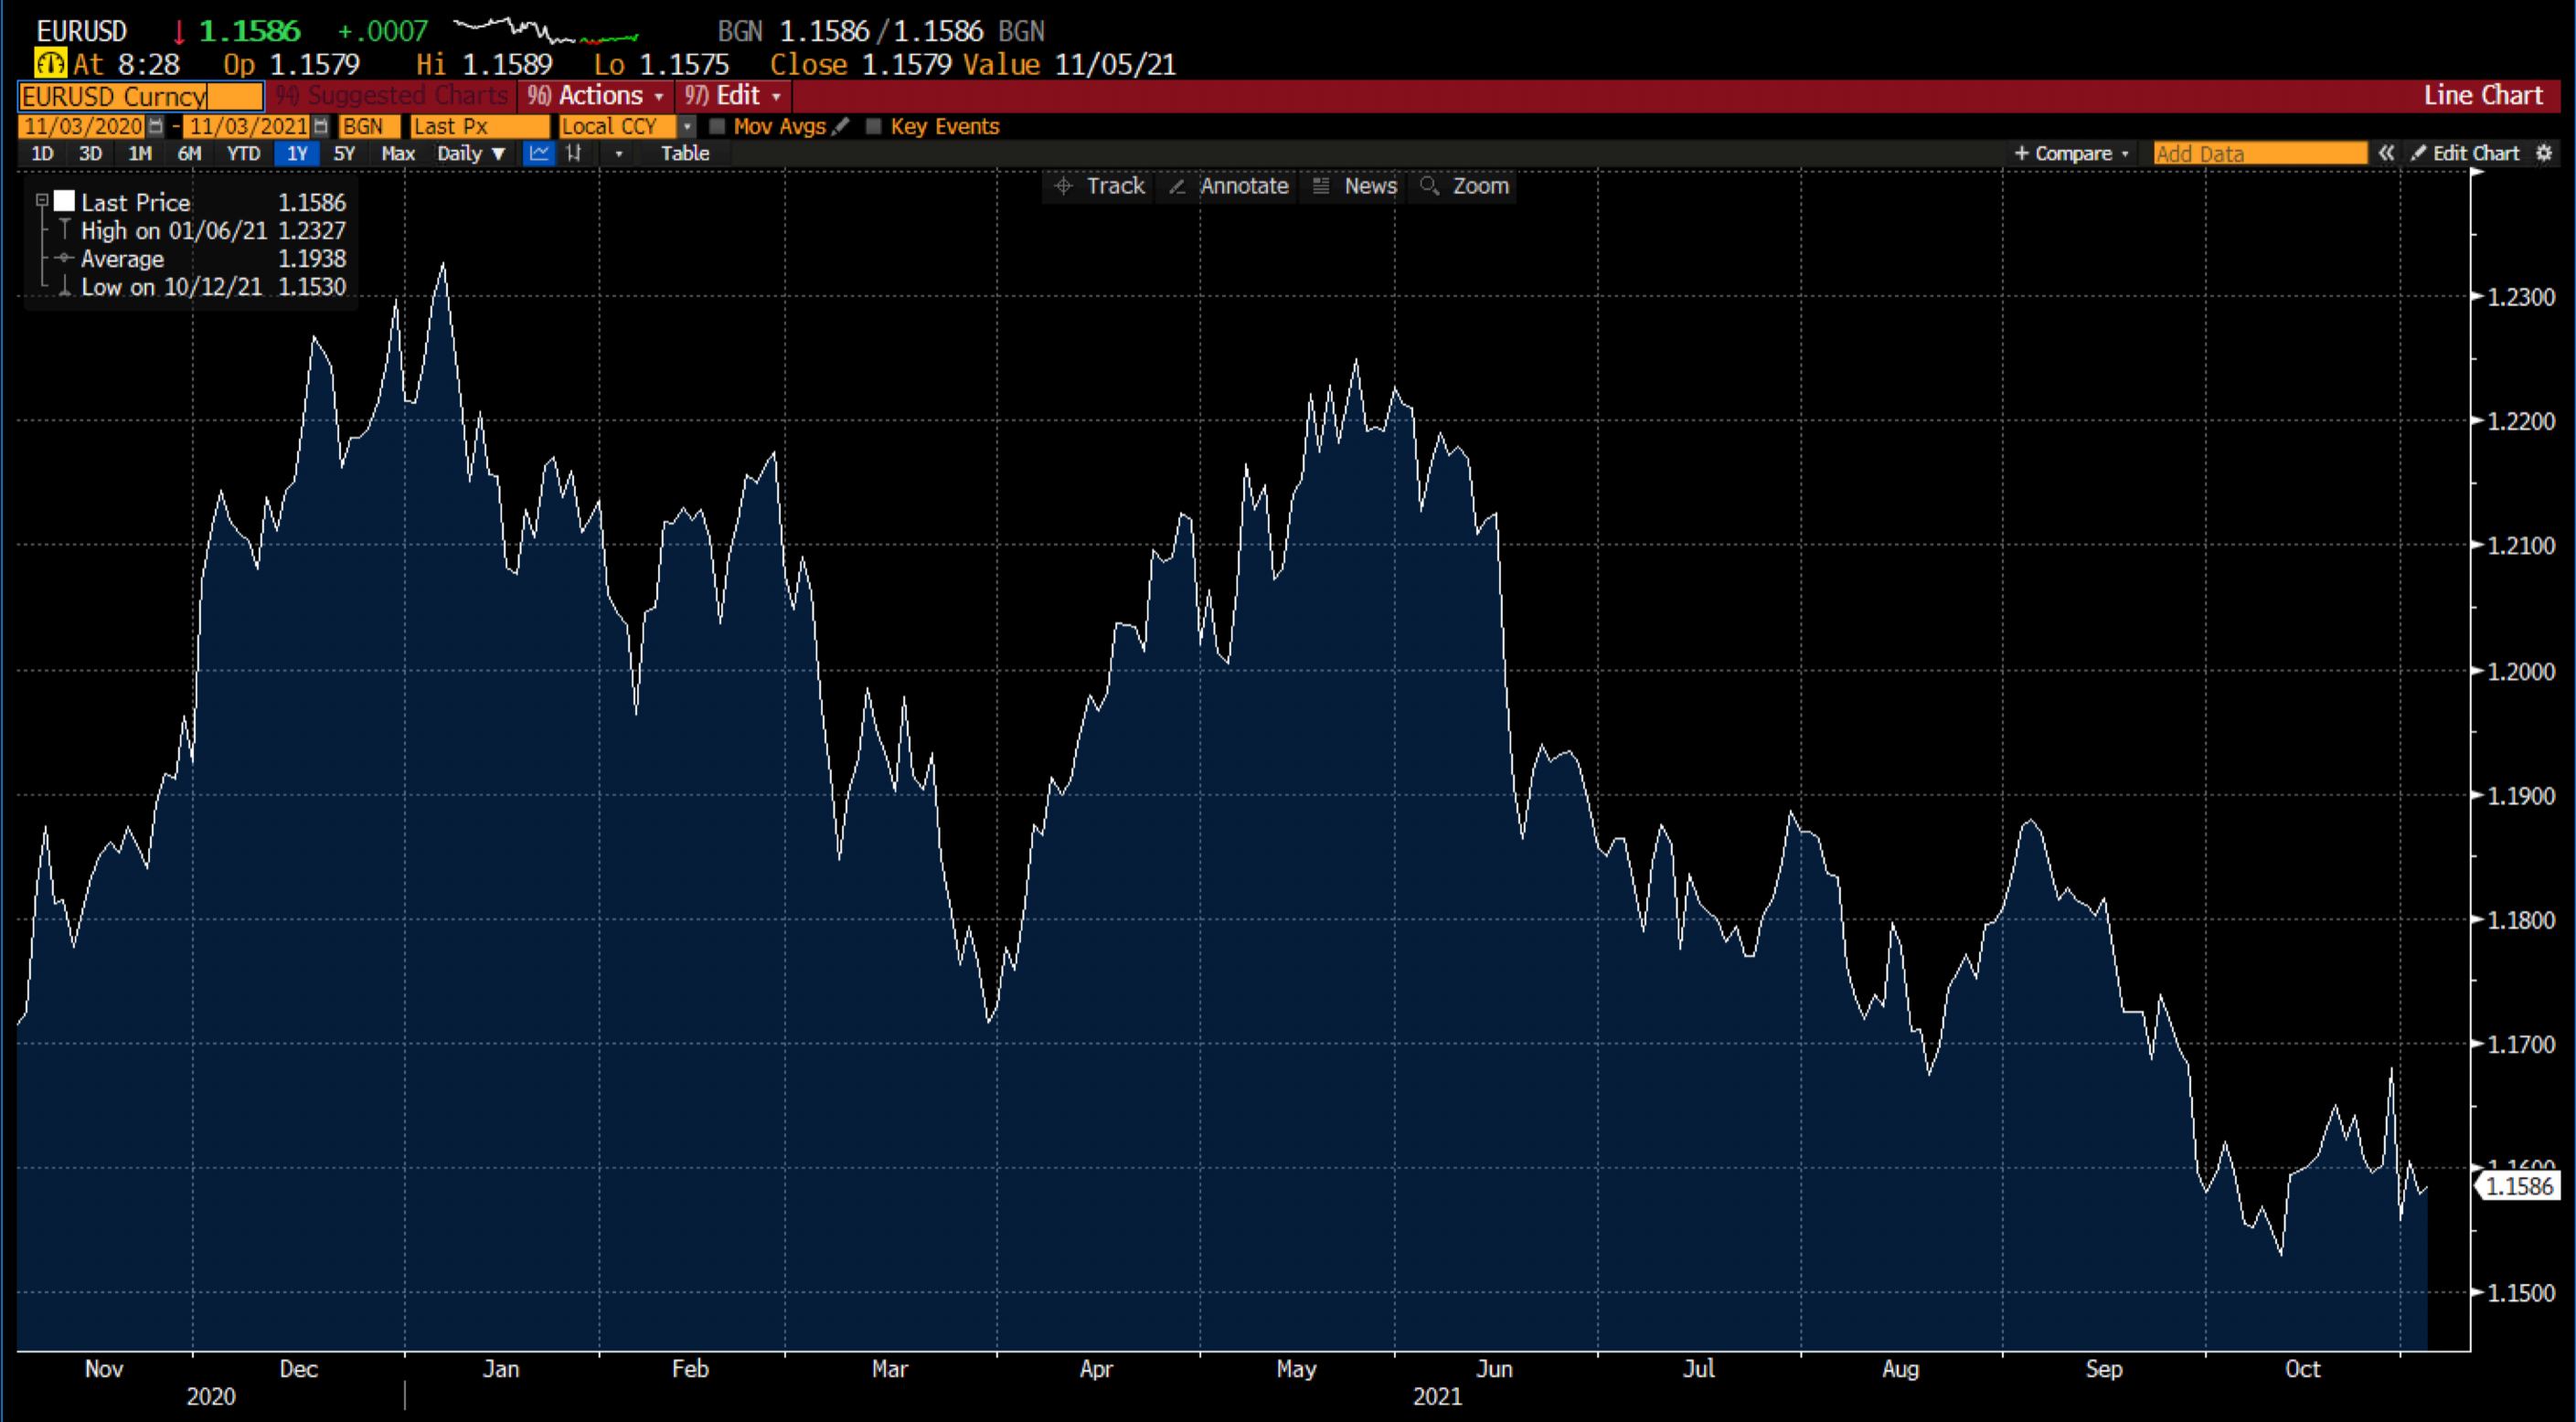 EURUSD ↓ 1.1586 +.0007 BGN 1.1586/1.1586 BGN
At 8:28 Op 1.1579 Hi 1.1589 Lo 1.1575 Close 1.1579 Value 11/05/21
EURUSD Curncy 94) Suggested Charts 96) Actions 97) Edit Line Chart
11/03/2020 - 11/03/2021 BGN Last Px Local CCY Mov Avgs Key Events
1D 3D 1M 6M YTD 1Y 5Y Max Daily ▼ Table + Compare Add Data « Edit Chart
Track Annotate News Zoom
Last Price 1.1586
High on 01/06/21 1.2327
Average 1.1938
Low on 10/12/21 1.1530
1.2300
1.2200
1.2100
1.2000
1.1900
1.1800
1.1700
1.1600
1.1586
1.1500
Nov Dec Jan Feb Mar Apr May Jun Jul Aug Sep Oct
2020 2021